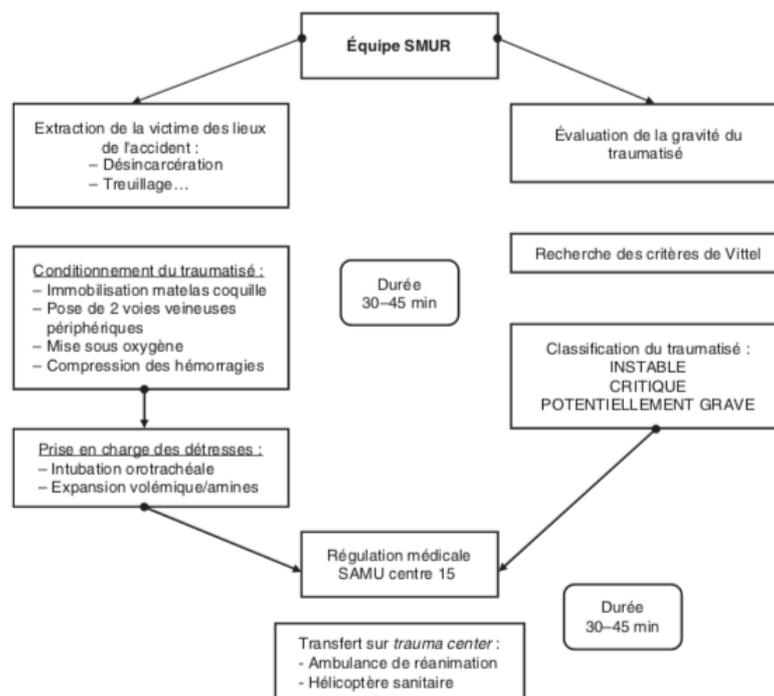 Équipe SMUR
Extraction de la victime des lieux
de l'accident :
– Désincarcération
– Treuillage…
Évaluation de la gravité du
traumatisé
Conditionnement du traumatisé :
– Immobilisation matelas coquille
– Pose de 2 voies veineuses
périphériques
– Mise sous oxygène
– Compression des hémorragies
Durée
30–45 min
Recherche des critères de Vittel
Classification du traumatisé :
INSTABLE
CRITIQUE
POTENTIELLEMENT GRAVE
Prise en charge des détresses :
– Intubation orotrachéale
– Expansion volémique/amines
Régulation médicale
SAMU centre 15
Durée
30–45 min
Transfert sur trauma center :
- Ambulance de réanimation
- Hélicoptère sanitaire